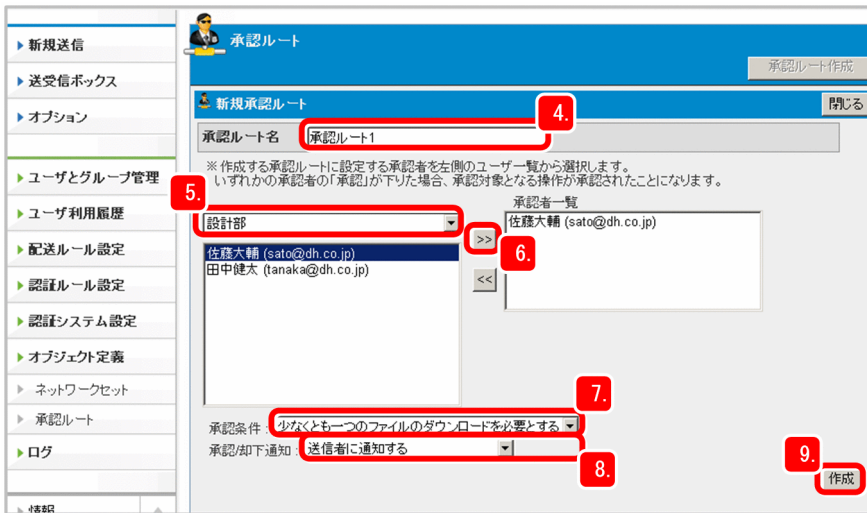 新規送信
送受信ボックス
オプション
ユーザとグループ管理
ユーザ利用履歴
配送ルール設定
認証ルール設定
認証システム設定
オブジェクト定義
ネットワークセット
承認ルート
ログ
情報
承認ルート
承認ルート作成
新規承認ルート
閉じる
4.
承認ルート名 承認ルート1
※作成する承認ルートに設定する承認者を左側のユーザ一覧から選択します。
いずれかの承認者の「承認」が下りた場合、承認対象となる操作が承認されたことになります。
5.
設計部
佐藤大輔 (sato@dh.co.jp)
田中健太 (tanaka@dh.co.jp)
>>
6.
<<
承認者一覧
佐藤大輔 (sato@dh.co.jp)
7.
承認条件 : 少なくとも一つのファイルのダウンロードを必要とする
承認/却下通知 : 送信者に通知する
8.
9.
作成